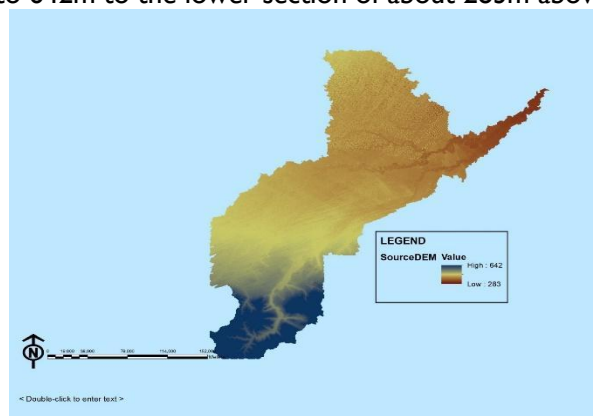 to 642m to the lower section of about 283m abov
LEGEND
SourceDEM Value
High : 642
Low : 283
N
< Double-click to enter text >